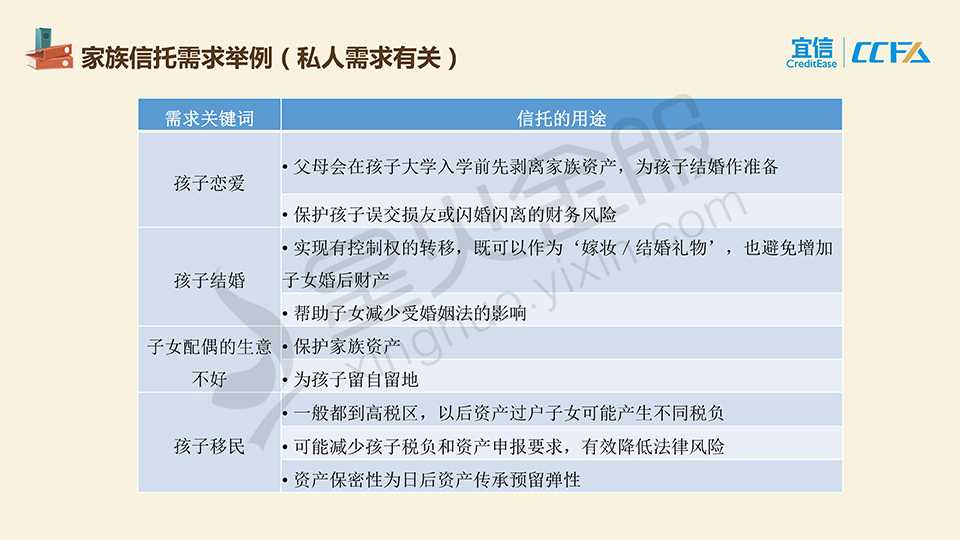 家族信托需求举例（私人需求有关）
宜信
CreditEase
CCFA
需求关键词
信托的用途
孩子恋爱
• 父母会在孩子大学入学前先剥离家族资产，为孩子结婚作准备
• 保护孩子误交损友或闪婚闪离的财务风险
孩子结婚
• 实现有控制权的转移，既可以作为‘嫁妆／结婚礼物’，也避免增加
子女婚后财产
• 帮助子女减少受婚姻法的影响
子女配偶的生意
不好
• 保护家族资产
• 为孩子留自留地
孩子移民
• 一般都到高税区，以后资产过户子女可能产生不同税负
• 可能减少孩子税负和资产申报要求，有效降低法律风险
• 资产保密性为日后资产传承预留弹性
星火金服
xinghuo.yixin.com